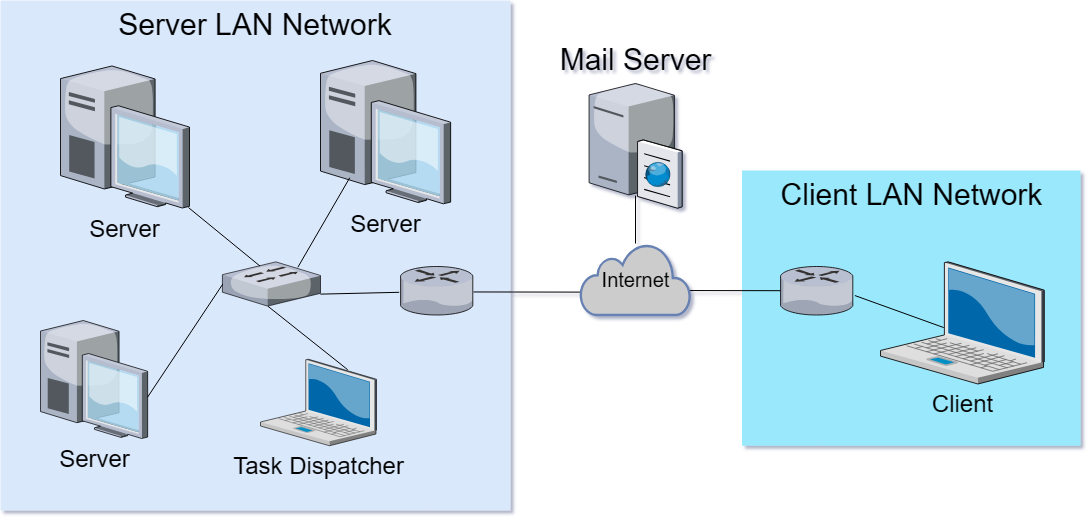 Server LAN Network
Mail Server
Client LAN Network
Server
Server
Internet
Client
Server
Task Dispatcher